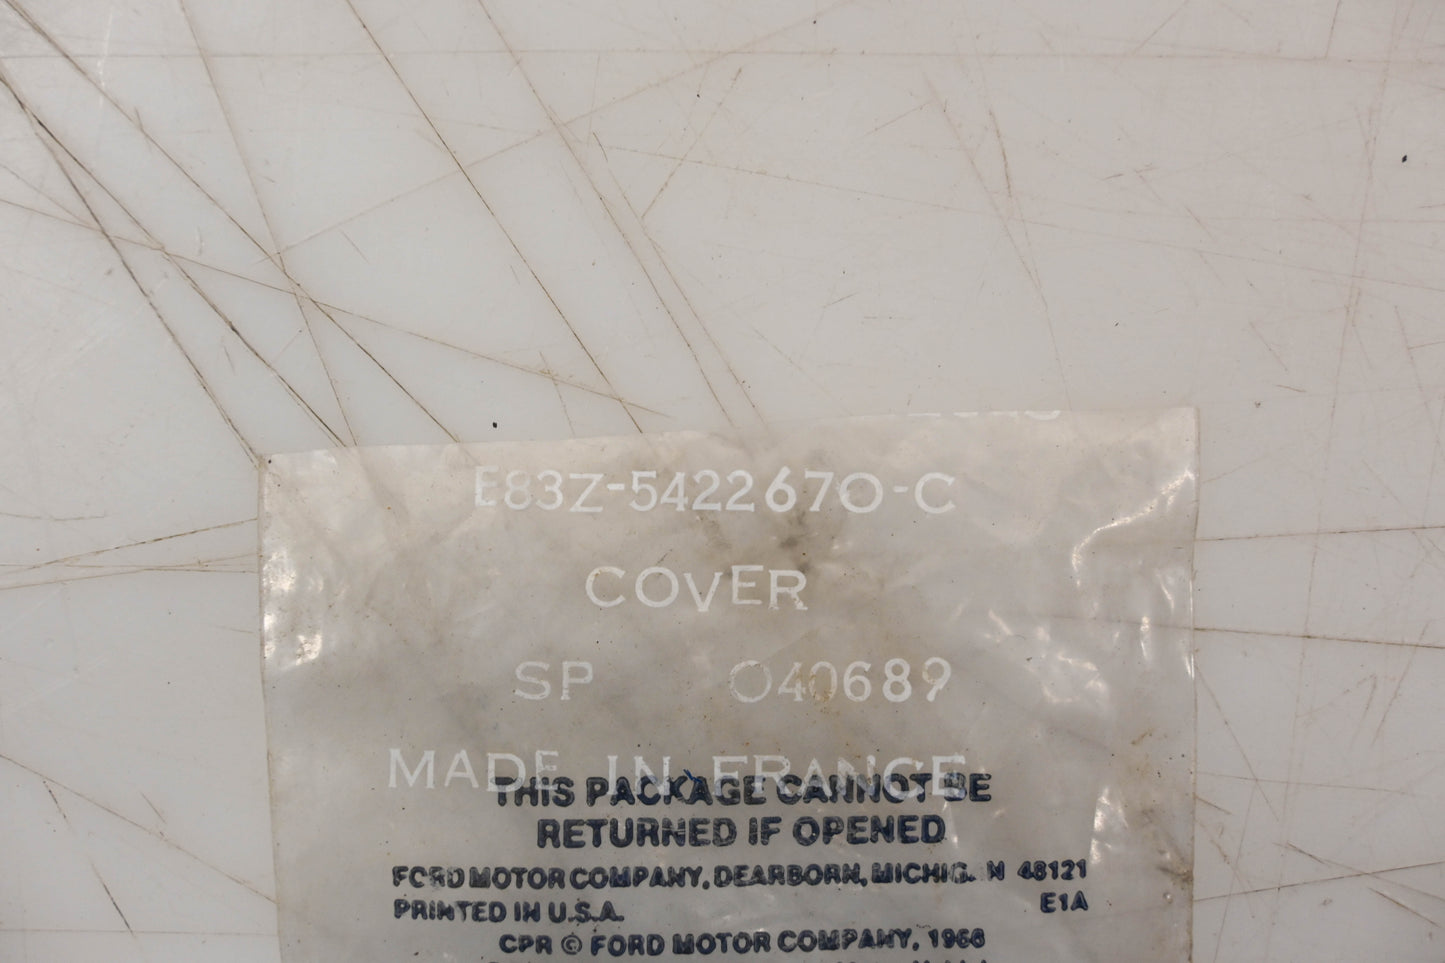 E83Z-5422670-C
COVER
SP 040689
MADE IN FRANCE
THIS PACKAGE CANNOT BE
RETURNED IF OPENED
FORD MOTOR COMPANY, DEARBORN, MICHIG N 48121
PRINTED IN U.S.A. E1A
CPR © FORD MOTOR COMPANY, 1966